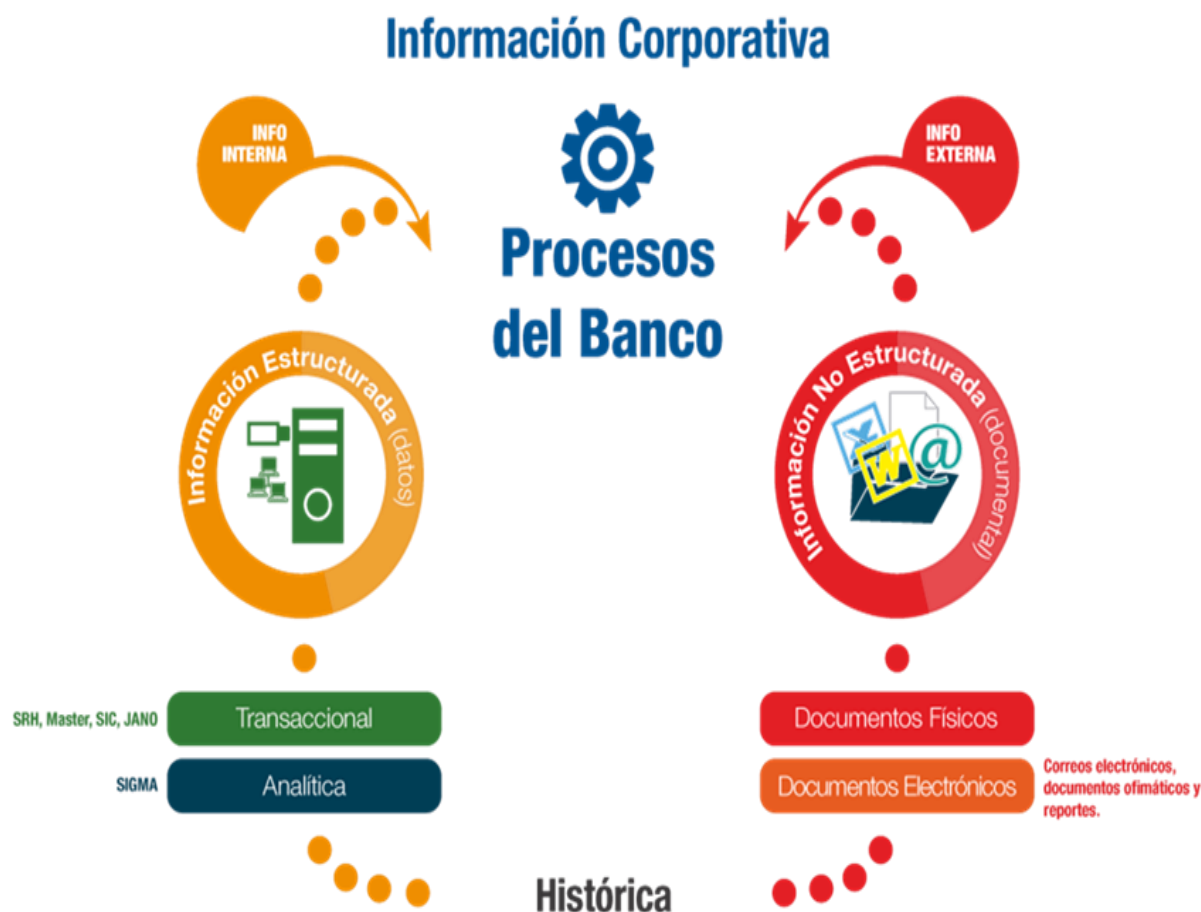 Información Corporativa
INFO
INTERNA
INFO
EXTERNA
Procesos
del Banco
Información Estructurada (datos)
Información No Estructurada (documental)
X
W
@
SRH, Master, SIC, JANO
Transaccional
Documentos Físicos
SIGMA
Analítica
Documentos Electrónicos
Correos electrónicos,
documentos ofimáticos y
reportes.
Histórica